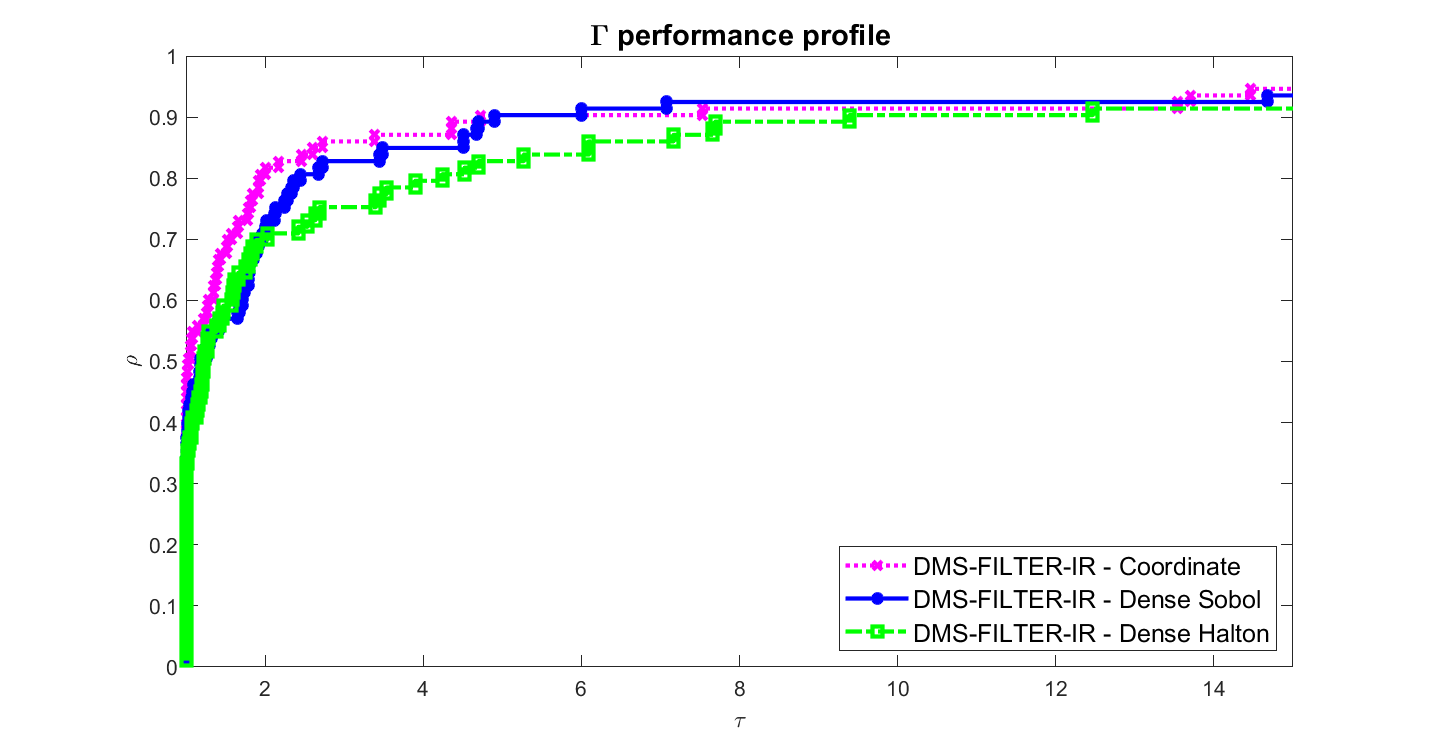 Γ performance profile
1
0.9
0.8
0.7
0.6
0.5
0.4
0.3
0.2
0.1
0
ρ
2 4 6 8 10 12 14
τ
DMS-FILTER-IR - Coordinate
DMS-FILTER-IR - Dense Sobol
DMS-FILTER-IR - Dense Halton